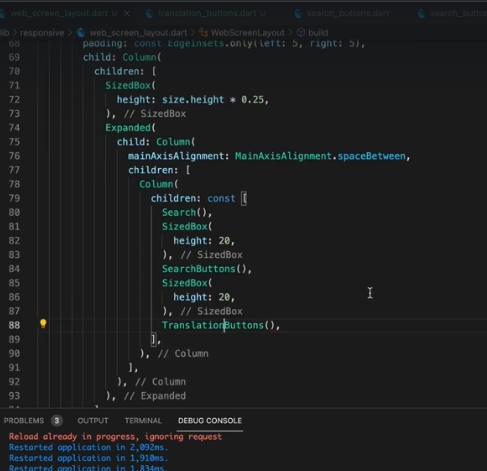 web_screen_layout.dart U translation_buttons.dart U search_buttons.dart
lib > responsive > web_screen_layout.dart > WebScreenLayout > build
68 padding: const EdgeInsets.only(left: 5, right: 5),
69 child: Column(
70 children: [
71 SizedBox(
72 height: size.height * 0.25,
73 ), // SizedBox
74 Expanded(
75 child: Column(
76 mainAxisAlignment: MainAxisAlignment.spaceBetween,
77 children: [
78 Column(
79 children: const [
80 Search(),
81 SizedBox(
82 height: 20,
83 ), // SizedBox
84 SearchButtons(),
85 SizedBox(
86 height: 20,
87 ), // SizedBox
88 TranslationButtons(),
89 ],
90 ), // Column
91 ],
92 ), // Column
93 ), // Expanded
PROBLEMS 3 OUTPUT TERMINAL DEBUG CONSOLE
Reload already in progress, ignoring request
Restarted application in 2,092ms.
Restarted application in 1,910ms.
Restarted application in 1,834ms.